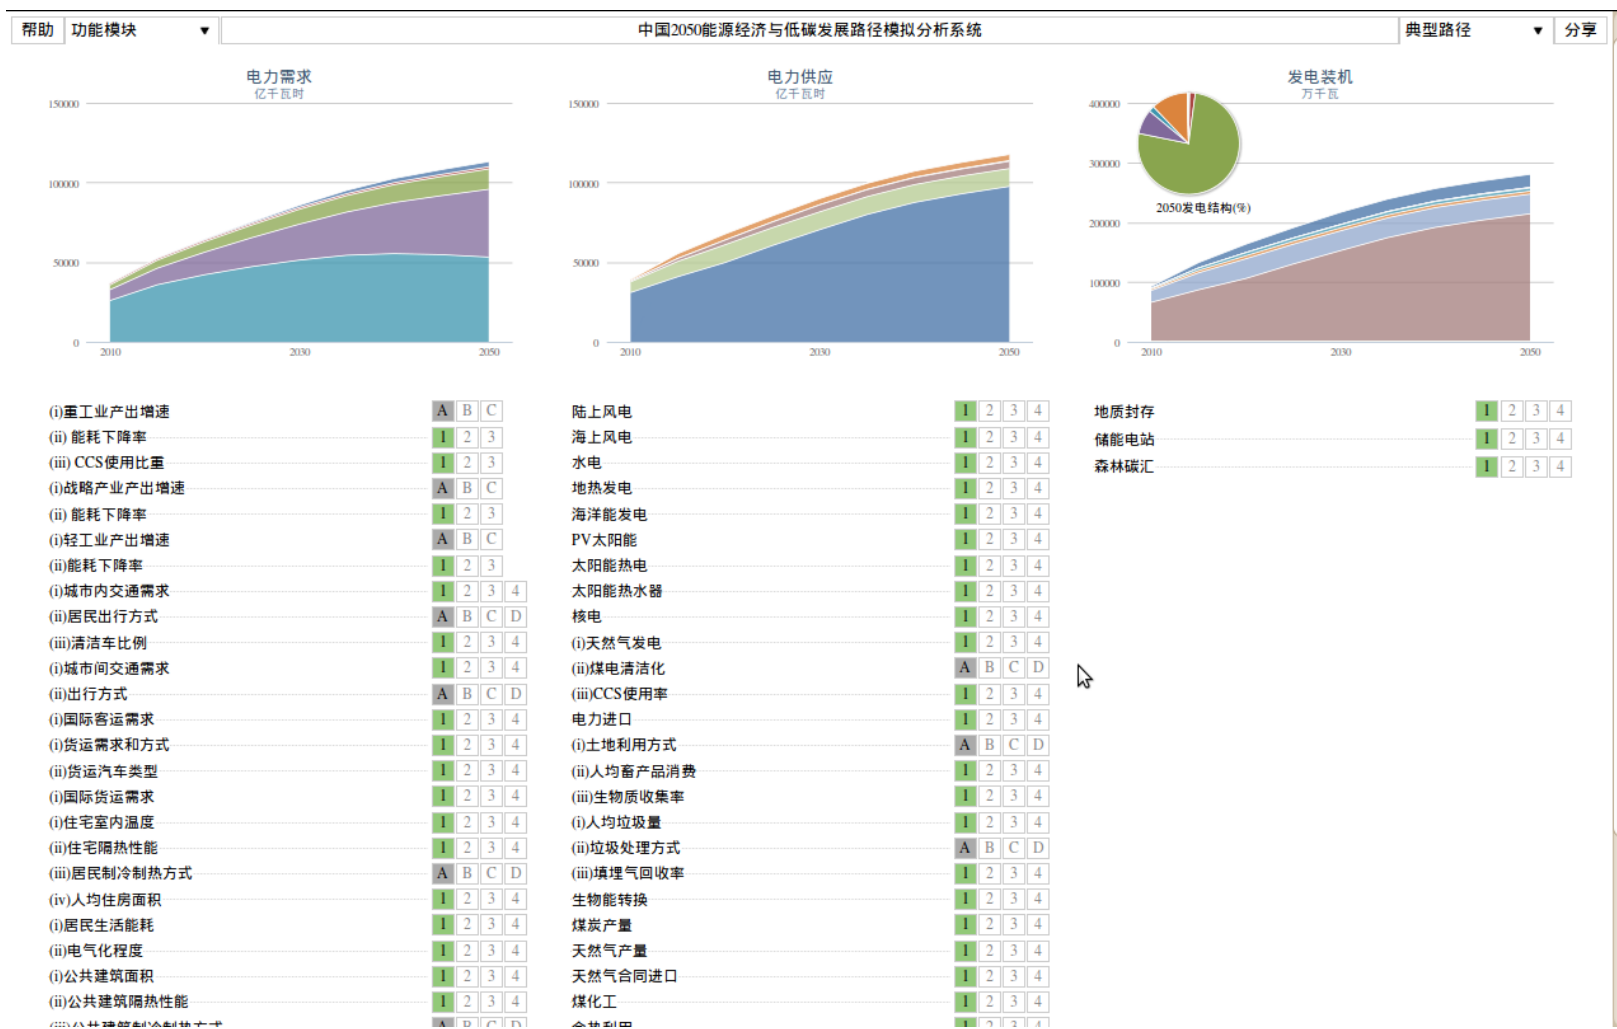 帮助 功能模块 ▼ 中国2050能源经济与低碳发展路径模拟分析系统 典型路径 ▼ 分享
电力需求
亿千瓦时
150000
100000
50000
0
2010 2030 2050
电力供应
亿千瓦时
150000
100000
50000
0
2010 2030 2050
发电装机
万千瓦
400000
300000
200000
100000
0
2050发电结构(%)
2010 2030 2050
(i)重工业产出增速 A B C
(ii) 能耗下降率 1 2 3
(iii) CCS使用比重 1 2 3
(i)战略产业产出增速 A B C
(ii) 能耗下降率 1 2 3
(i)轻工业产出增速 A B C
(ii)能耗下降率 1 2 3
(i)城市内交通需求 1 2 3 4
(ii)居民出行方式 A B C D
(iii)清洁车比例 1 2 3 4
(i)城市间交通需求 1 2 3 4
(ii)出行方式 A B C D
(i)国际客运需求 1 2 3 4
(i)货运需求和方式 1 2 3 4
(ii)货运汽车类型 1 2 3 4
(i)国际货运需求 1 2 3 4
(i)住宅室内温度 1 2 3 4
(ii)住宅隔热性能 1 2 3 4
(iii)居民制冷制热方式 A B C D
(iv)人均住房面积 1 2 3 4
(i)居民生活能耗 1 2 3 4
(ii)电气化程度 1 2 3 4
(i)公共建筑面积 1 2 3 4
(ii)公共建筑隔热性能 1 2 3 4
(iii)公共建筑制冷制热方式 A B C D
陆上风电 1 2 3 4
海上风电 1 2 3 4
水电 1 2 3 4
地热发电 1 2 3 4
海洋能发电 1 2 3 4
PV太阳能 1 2 3 4
太阳能热电 1 2 3 4
太阳能热水器 1 2 3 4
核电 1 2 3 4
(i)天然气发电 1 2 3 4
(ii)煤电清洁化 A B C D
(iii)CCS使用率 1 2 3 4
电力进口 1 2 3 4
(i)土地利用方式 A B C D
(ii)人均畜产品消费 1 2 3 4
(iii)生物质收集率 1 2 3 4
(i)人均垃圾量 1 2 3 4
(ii)垃圾处理方式 A B C D
(iii)填埋气回收率 1 2 3 4
生物能转换 1 2 3 4
煤炭产量 1 2 3 4
天然气产量 1 2 3 4
天然气合同进口 1 2 3 4
煤化工 1 2 3 4
余热利用 1 2 3 4
地质封存 1 2 3 4
储能电站 1 2 3 4
森林碳汇 1 2 3 4